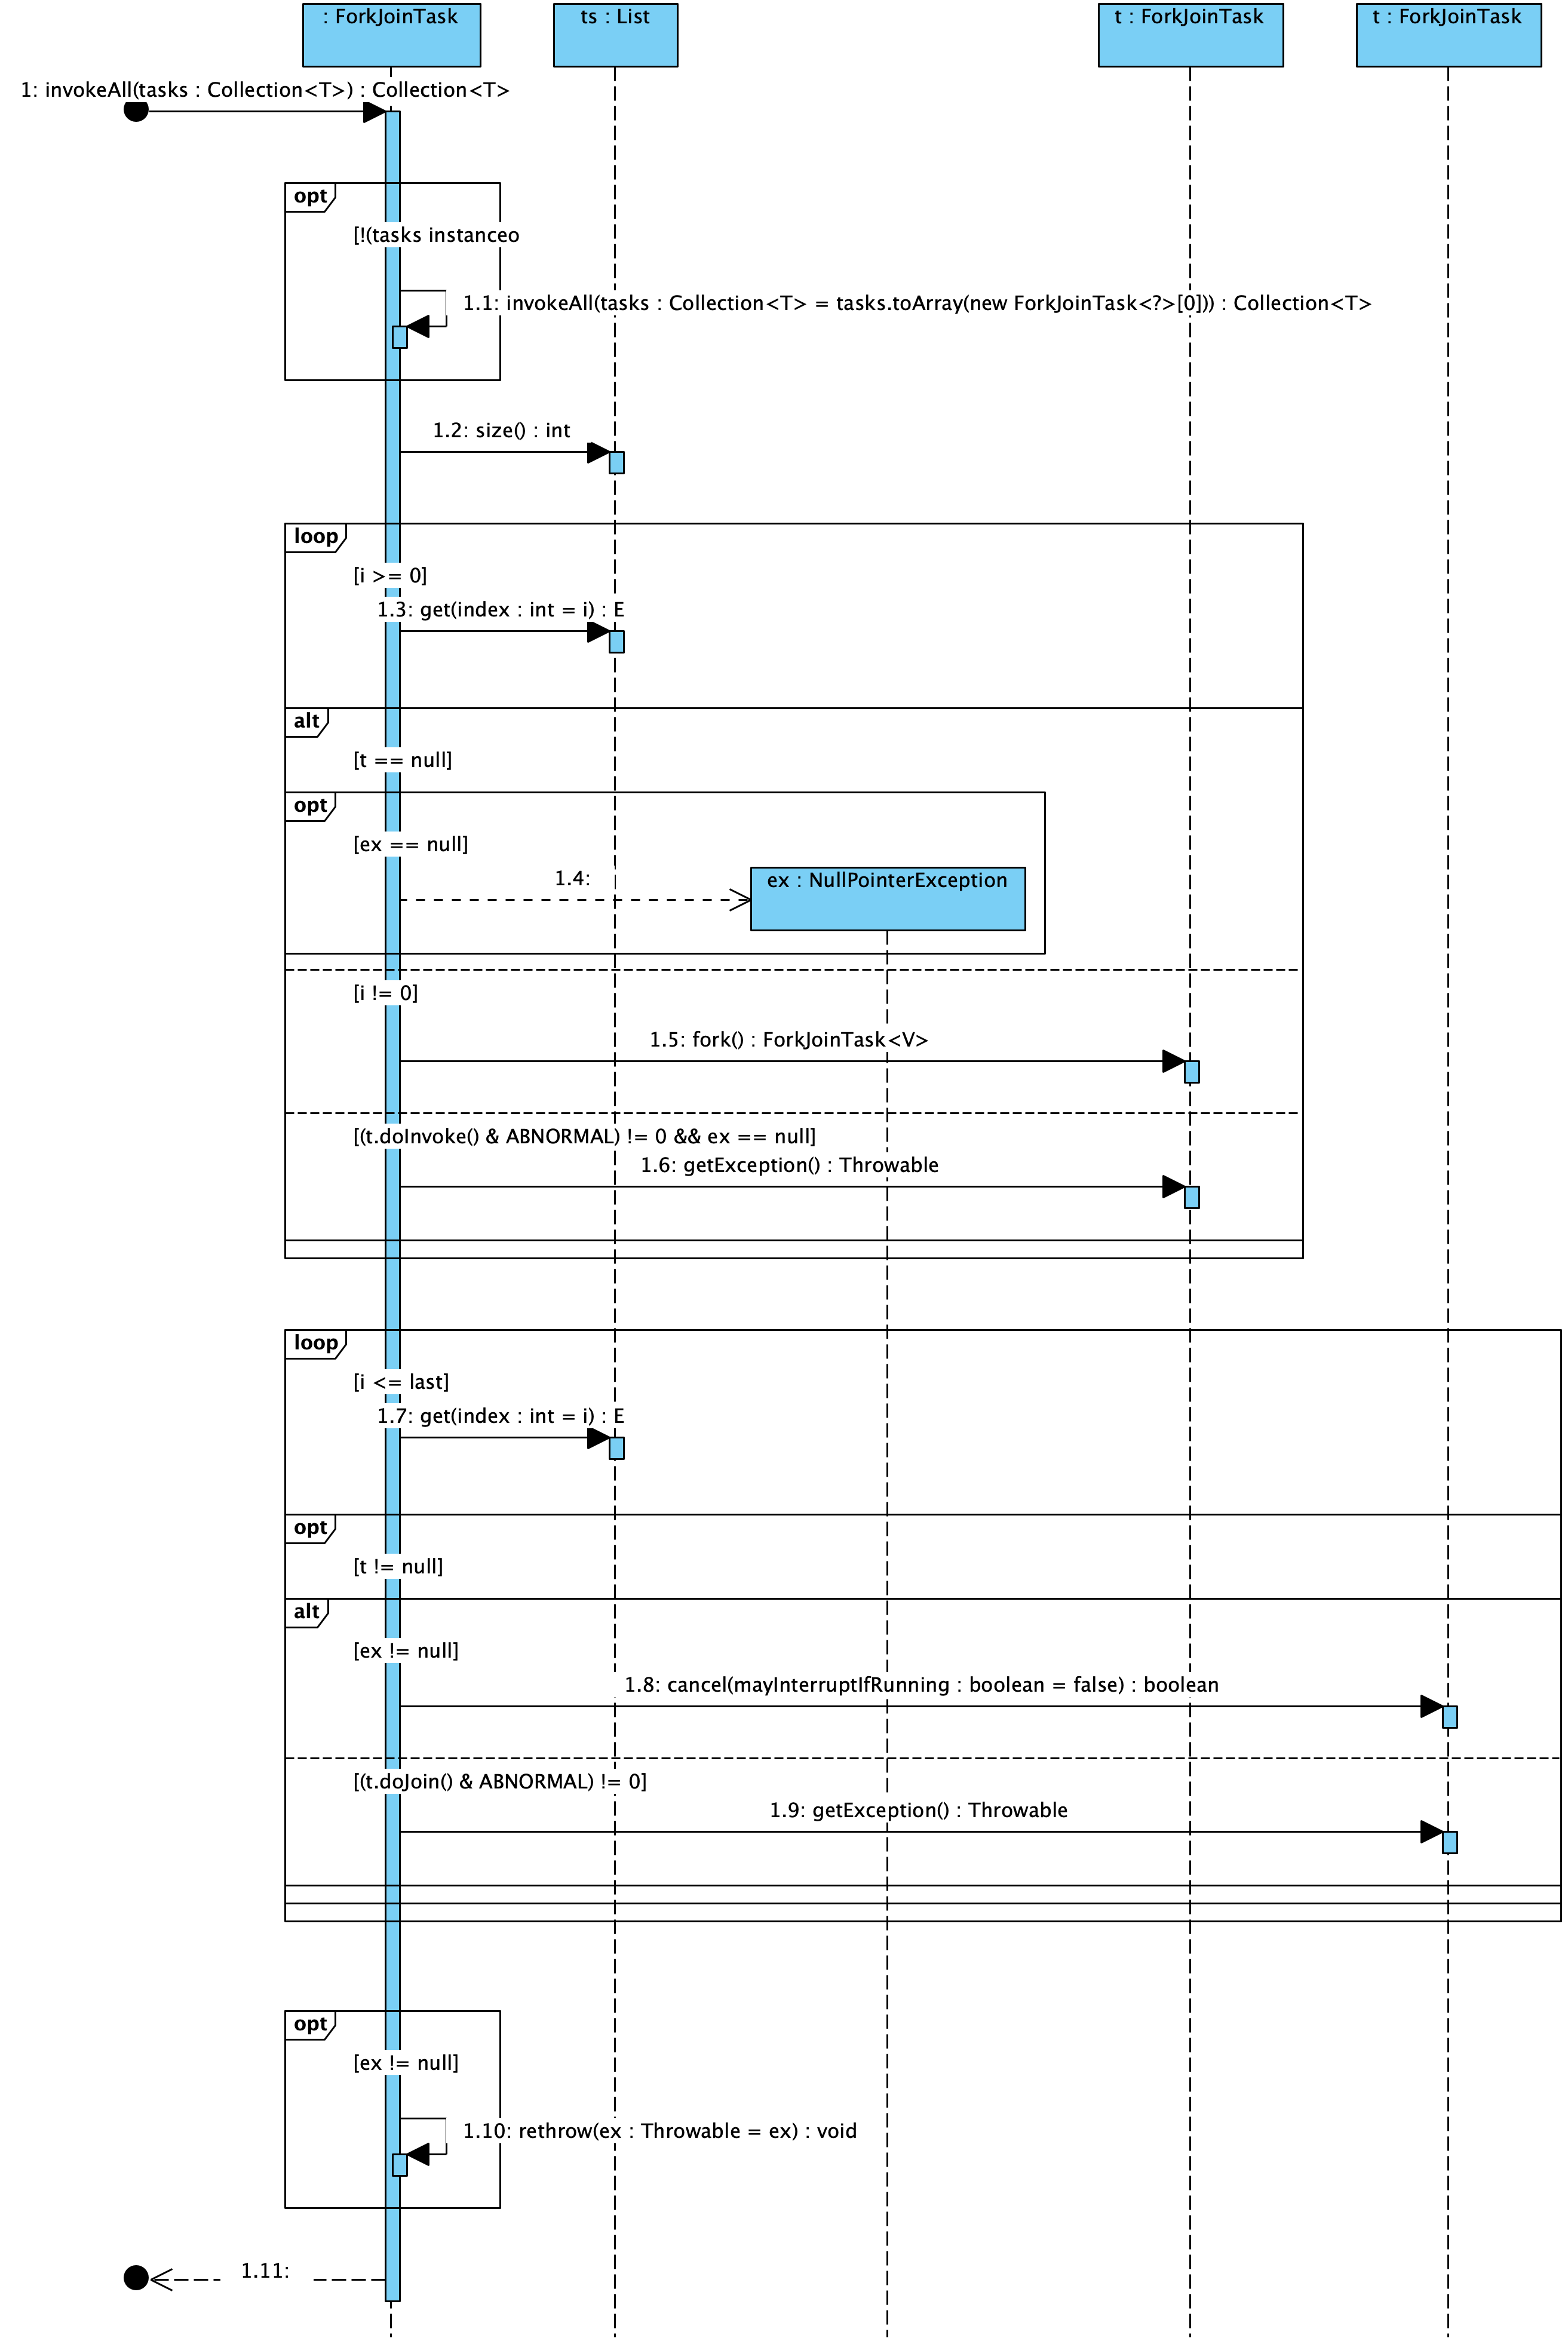 : ForkJoinTask
ts : List
t : ForkJoinTask
t : ForkJoinTask
1: invokeAll(tasks : Collection<T>) : Collection<T>
opt
[!(tasks instanceo
1.1: invokeAll(tasks : Collection<T> = tasks.toArray(new ForkJoinTask<?>[0])) : Collection<T>
1.2: size() : int
loop
[i >= 0]
1.3: get(index : int = i) : E
alt
[t == null]
opt
[ex == null]
1.4:
ex : NullPointerException
[i != 0]
1.5: fork() : ForkJoinTask<V>
[(t.doInvoke() & ABNORMAL) != 0 && ex == null]
1.6: getException() : Throwable
loop
[i <= last]
1.7: get(index : int = i) : E
opt
[t != null]
alt
[ex != null]
1.8: cancel(mayInterruptIfRunning : boolean = false) : boolean
[(t.doJoin() & ABNORMAL) != 0]
1.9: getException() : Throwable
opt
[ex != null]
1.10: rethrow(ex : Throwable = ex) : void
1.11: